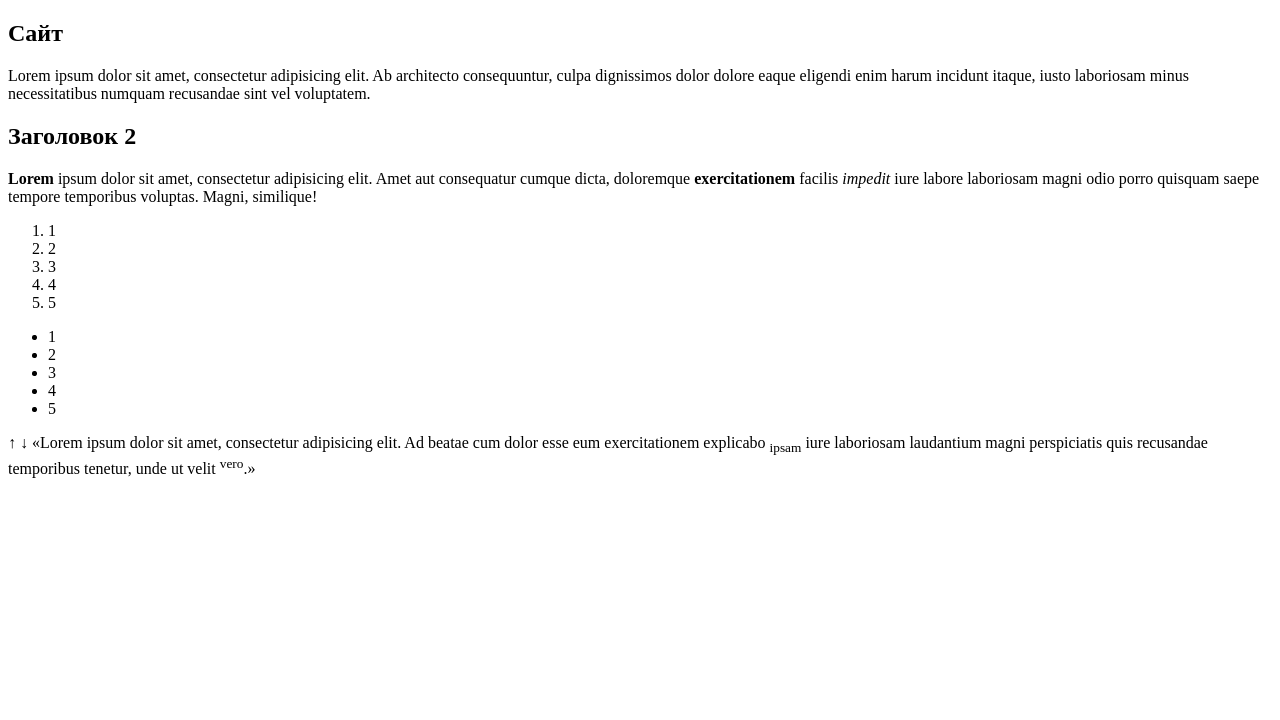 Сайт
Lorem ipsum dolor sit amet, consectetur adipisicing elit. Ab architecto consequuntur, culpa dignissimos dolor dolore eaque eligendi enim harum incidunt itaque, iusto laboriosam minus
necessitatibus numquam recusandae sint vel voluptatem.
Заголовок 2
Lorem ipsum dolor sit amet, consectetur adipisicing elit. Amet aut consequatur cumque dicta, doloremque exercitationem facilis impedit iure labore laboriosam magni odio porro quisquam saepe
tempore temporibus voluptas. Magni, similique!
1. 1
2. 2
3. 3
4. 4
5. 5
• 1
• 2
• 3
• 4
• 5
↑ ↓ «Lorem ipsum dolor sit amet, consectetur adipisicing elit. Ad beatae cum dolor esse eum exercitationem explicabo ipsam iure laboriosam laudantium magni perspiciatis quis recusandae
temporibus tenetur, unde ut velit vero.»